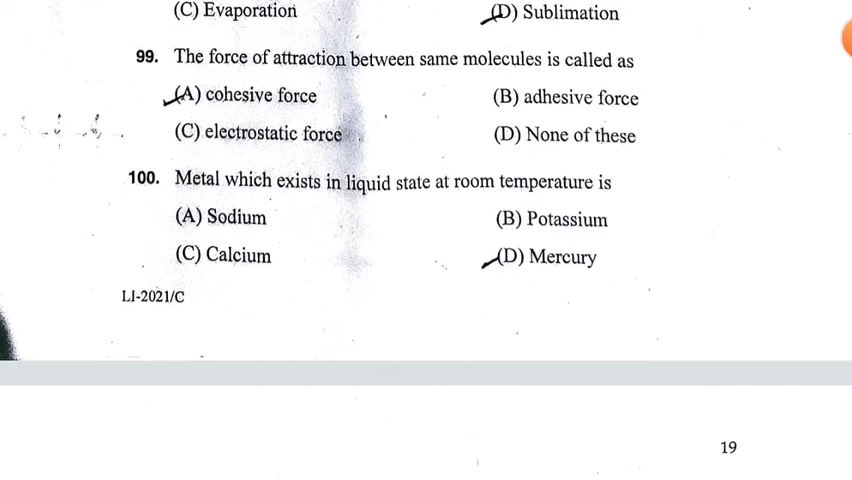 (C) Evaporation (D) Sublimation
99. The force of attraction between same molecules is called as
(A) cohesive force (B) adhesive force
(C) electrostatic force (D) None of these
100. Metal which exists in liquid state at room temperature is
(A) Sodium (B) Potassium
(C) Calcium (D) Mercury
LI-2021/C
19